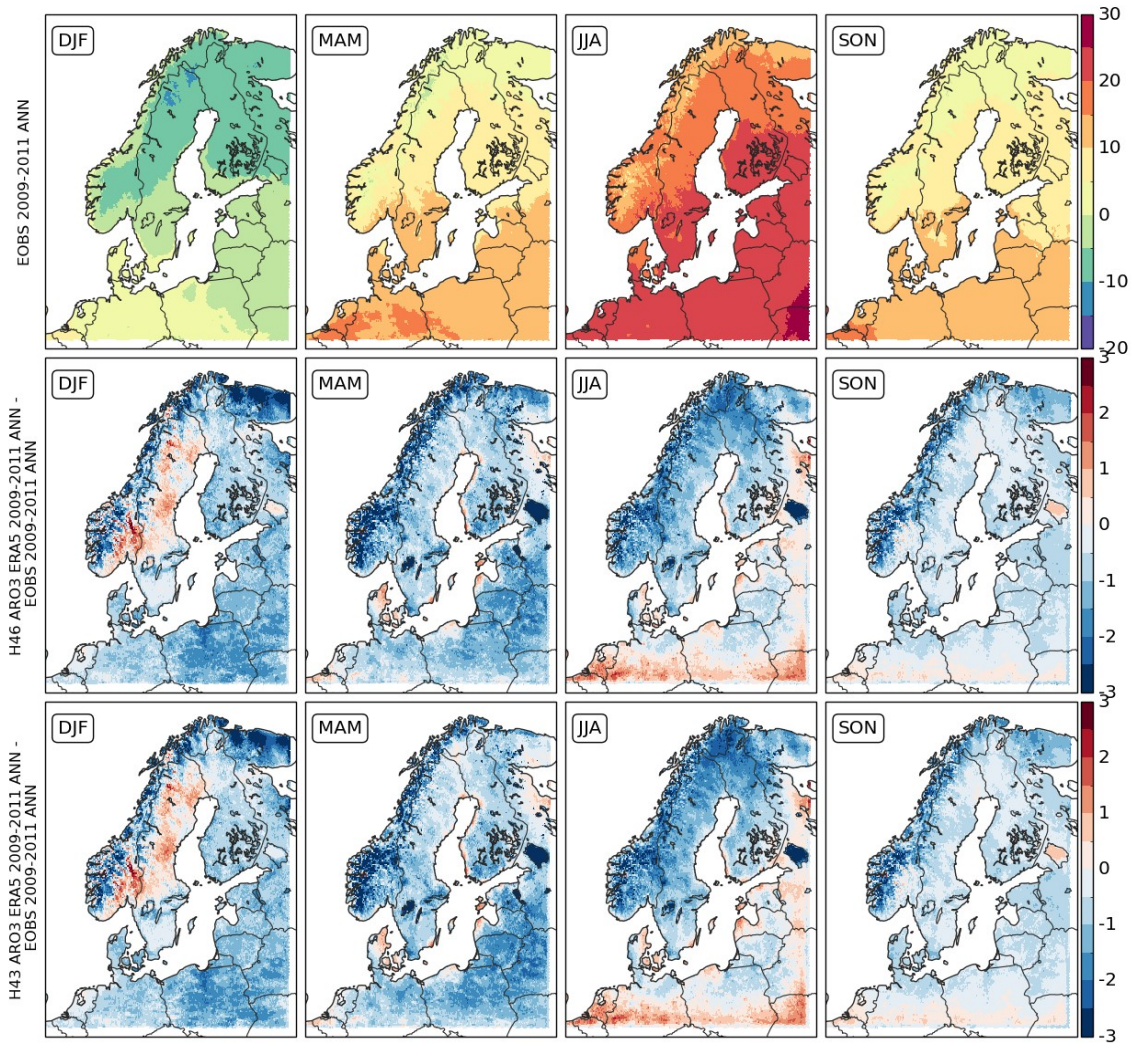 DJF
MAM
JJA
SON
EOBS 2009-2011 ANN
30
20
10
0
-10
-20
DJF
MAM
JJA
SON
H46 ARO3 ERA5 2009-2011 ANN -
EOBS 2009-2011 ANN
3
2
1
0
-1
-2
-3
DJF
MAM
JJA
SON
H43 ARO3 ERA5 2009-2011 ANN -
EOBS 2009-2011 ANN
3
2
1
0
-1
-2
-3